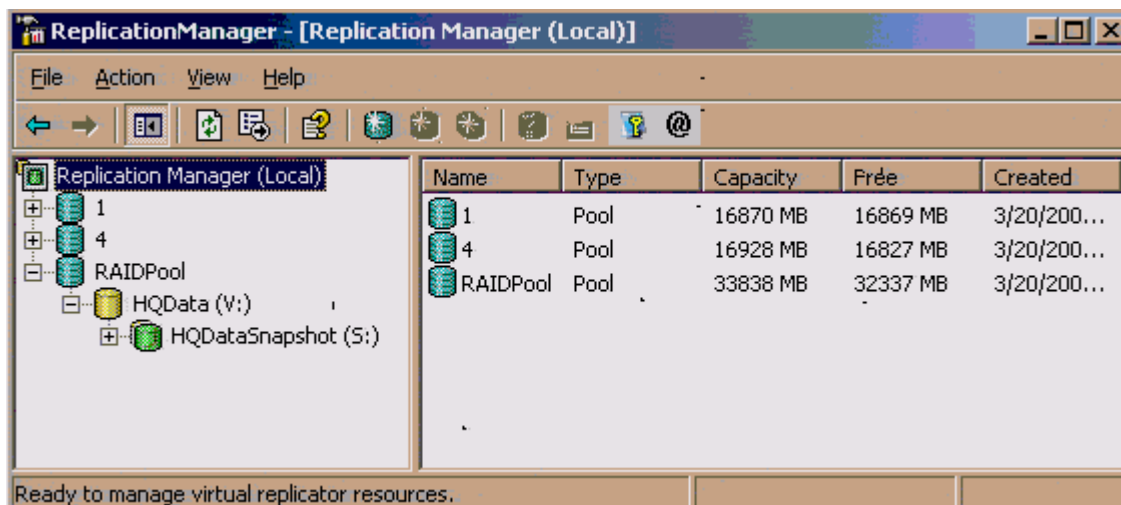 ReplicationManager - [Replication Manager (Local)]
File Action View Help
Replication Manager (Local)
1
4
RAIDPool
HQData (V:)
HQDataSnapshot (S:)
Name Type Capacity Free Created
1 Pool 16870 MB 16869 MB 3/20/200...
4 Pool 16928 MB 16827 MB 3/20/200...
RAIDPool Pool 33838 MB 32337 MB 3/20/200...
Ready to manage virtual replicator resources.